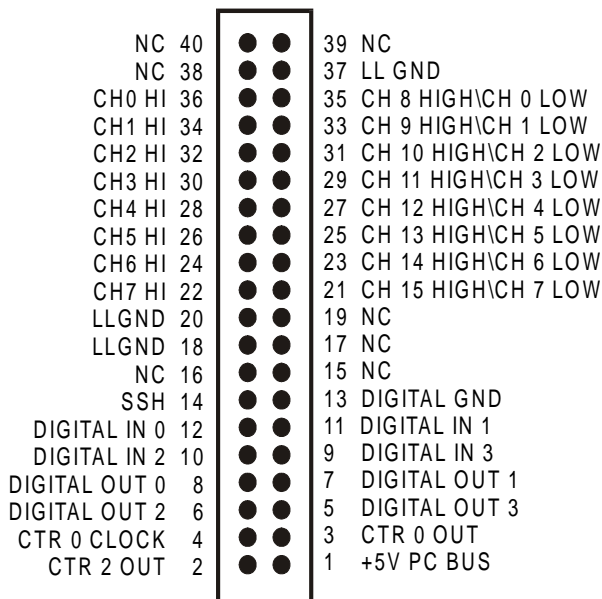 NC 40 39 NC
NC 38 37 LL GND
CH0 HI 36 35 CH 8 HIGH\CH 0 LOW
CH1 HI 34 33 CH 9 HIGH\CH 1 LOW
CH2 HI 32 31 CH 10 HIGH\CH 2 LOW
CH3 HI 30 29 CH 11 HIGH\CH 3 LOW
CH4 HI 28 27 CH 12 HIGH\CH 4 LOW
CH5 HI 26 25 CH 13 HIGH\CH 5 LOW
CH6 HI 24 23 CH 14 HIGH\CH 6 LOW
CH7 HI 22 21 CH 15 HIGH\CH 7 LOW
LLGND 20 19 NC
LLGND 18 17 NC
NC 16 15 NC
SSH 14 13 DIGITAL GND
DIGITAL IN 0 12 11 DIGITAL IN 1
DIGITAL IN 2 10 9 DIGITAL IN 3
DIGITAL OUT 0 8 7 DIGITAL OUT 1
DIGITAL OUT 2 6 5 DIGITAL OUT 3
CTR 0 CLOCK 4 3 CTR 0 OUT
CTR 2 OUT 2 1 +5V PC BUS